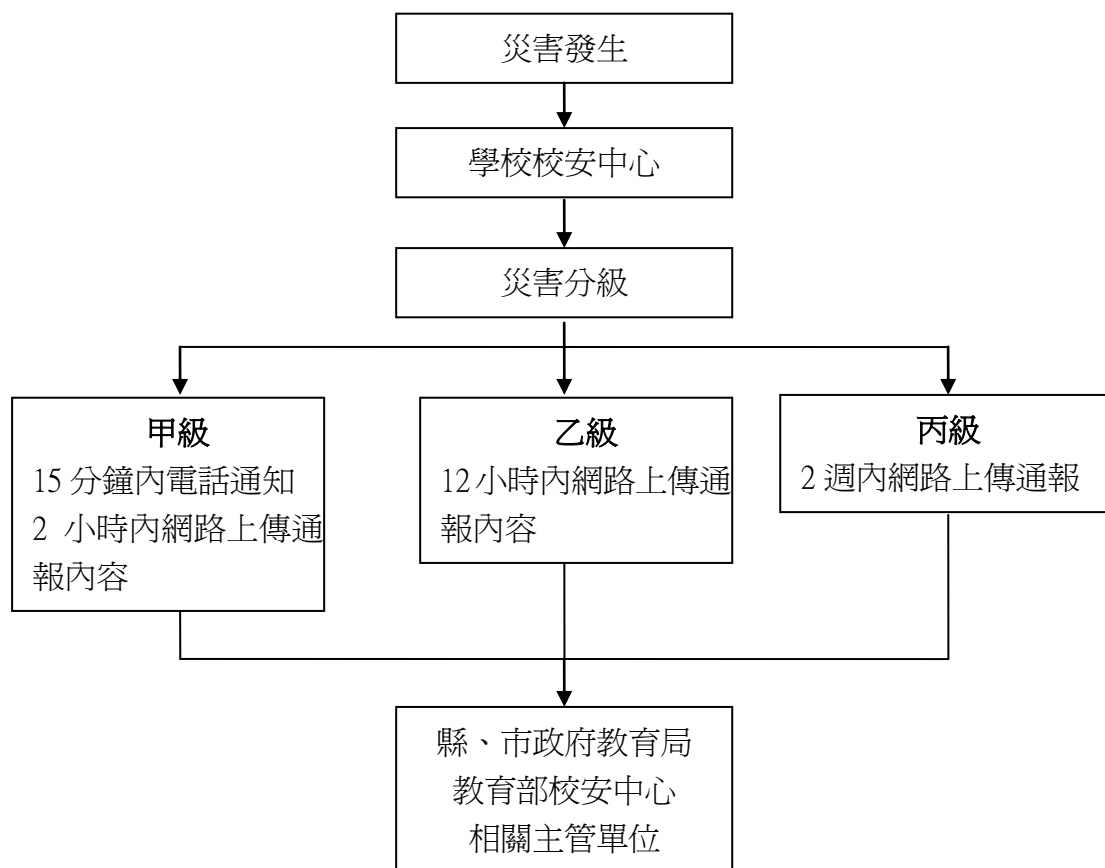 災害發生
學校校安中心
災害分級
甲級
15 分鐘內電話通知
2 小時內網路上傳通
報內容
乙級
12 小時內網路上傳通
報內容
丙級
2 週內網路上傳通報
縣、市政府教育局
教育部校安中心
相關主管單位